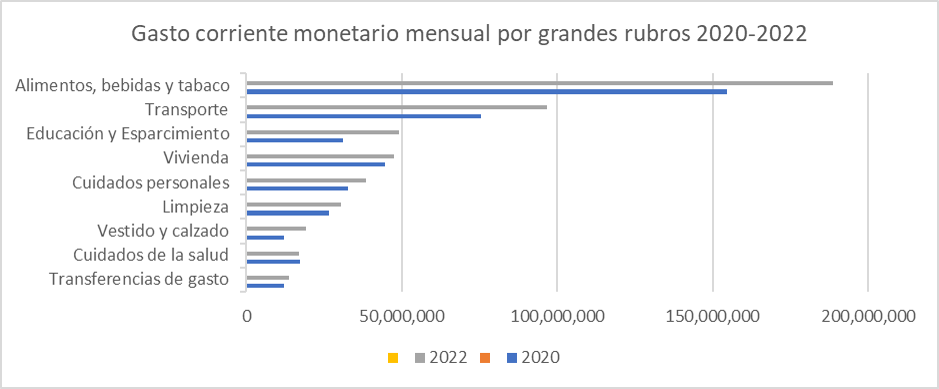 Gasto corriente monetario mensual por grandes rubros 2020-2022
Alimentos, bebidas y tabaco
Transporte
Educación y Esparcimiento
Vivienda
Cuidados personales
Limpieza
Vestido y calzado
Cuidados de la salud
Transferencias de gasto
0 50,000,000 100,000,000 150,000,000 200,000,000
2022 2020